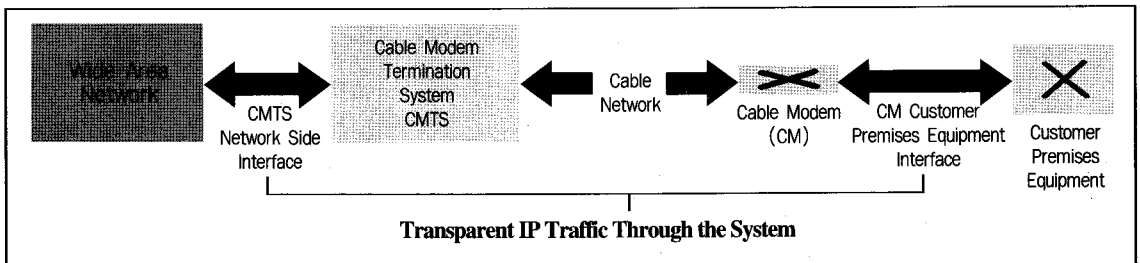 Wide Area
Network
CMTS
Network Side
Interface
Cable Modem
Termination
System
CMTS
Cable
Network
Cable Modem
(CM)
CM Customer
Premises Equipment
Interface
Customer
Premises
Equipment
Transparent IP Traffic Through the System